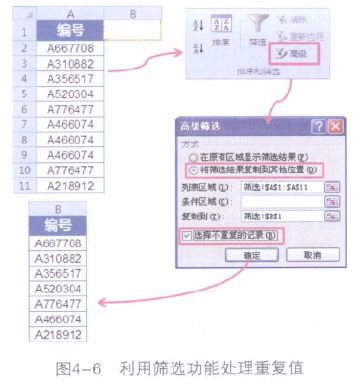 A B
1 编号
2 A667708
3 A310882
4 A356517
5 A520304
6 A776477
7 A466074
8 A466074
9 A466074
10 A776477
11 A218912
排序 筛选
清除
重新应用
高级
排序和筛选
高级筛选
方式
在原有区域显示筛选结果(F)
将筛选结果复制到其他位置(O)
列表区域(L): 筛选!$A$1:$A$11
条件区域(C):
复制到(T): 筛选!$B$1
选择不重复的记录(R)
确定 取消
B
编号
A667708
A310882
A356517
A520304
A776477
A466074
A218912
图4-6 利用筛选功能处理重复值